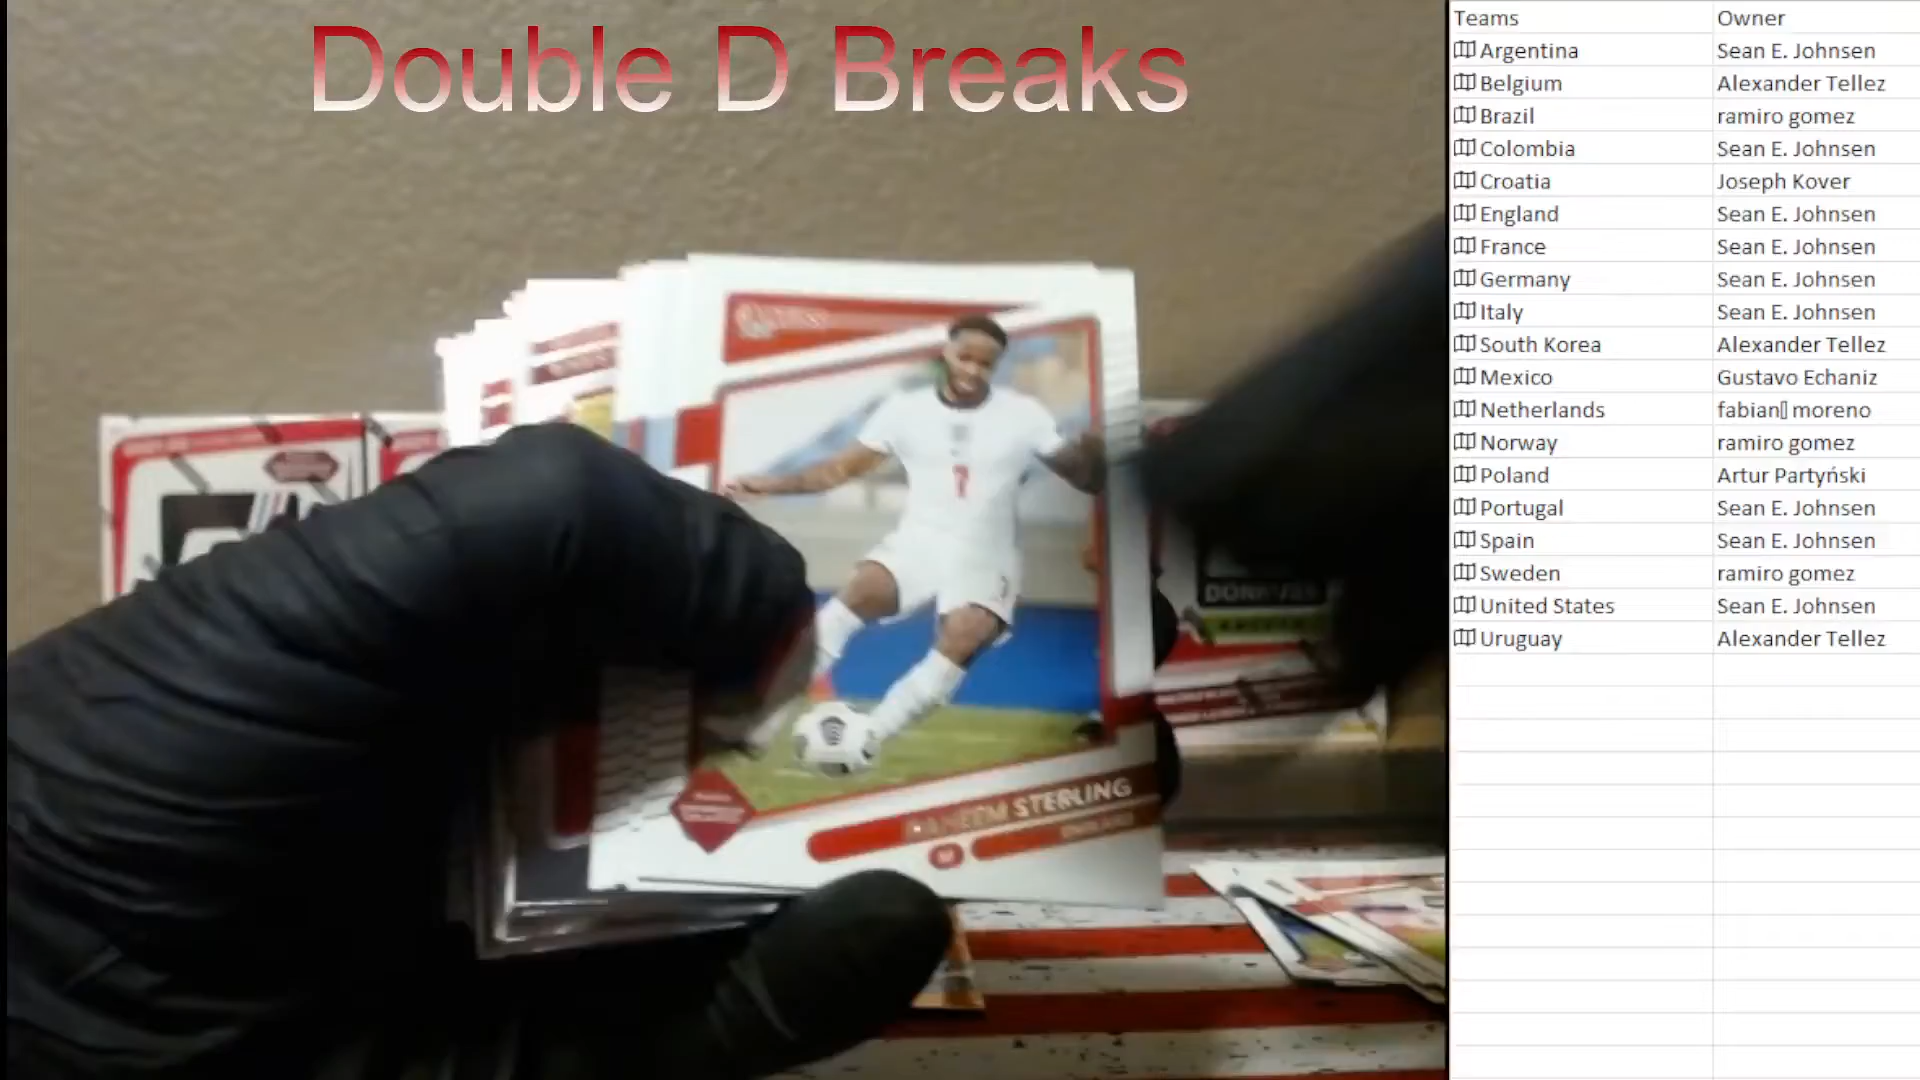 Double D Breaks
Teams Owner
Argentina Sean E. Johnsen
Belgium Alexander Tellez
Brazil ramiro gomez
Colombia Sean E. Johnsen
Croatia Joseph Kover
England Sean E. Johnsen
France Sean E. Johnsen
Germany Sean E. Johnsen
Italy Sean E. Johnsen
South Korea Alexander Tellez
Mexico Gustavo Echaniz
Netherlands fabian moreno
Norway ramiro gomez
Poland Artur Partyński
Portugal Sean E. Johnsen
Spain Sean E. Johnsen
Sweden ramiro gomez
United States Sean E. Johnsen
Uruguay Alexander Tellez
7
RAHEEM STERLING